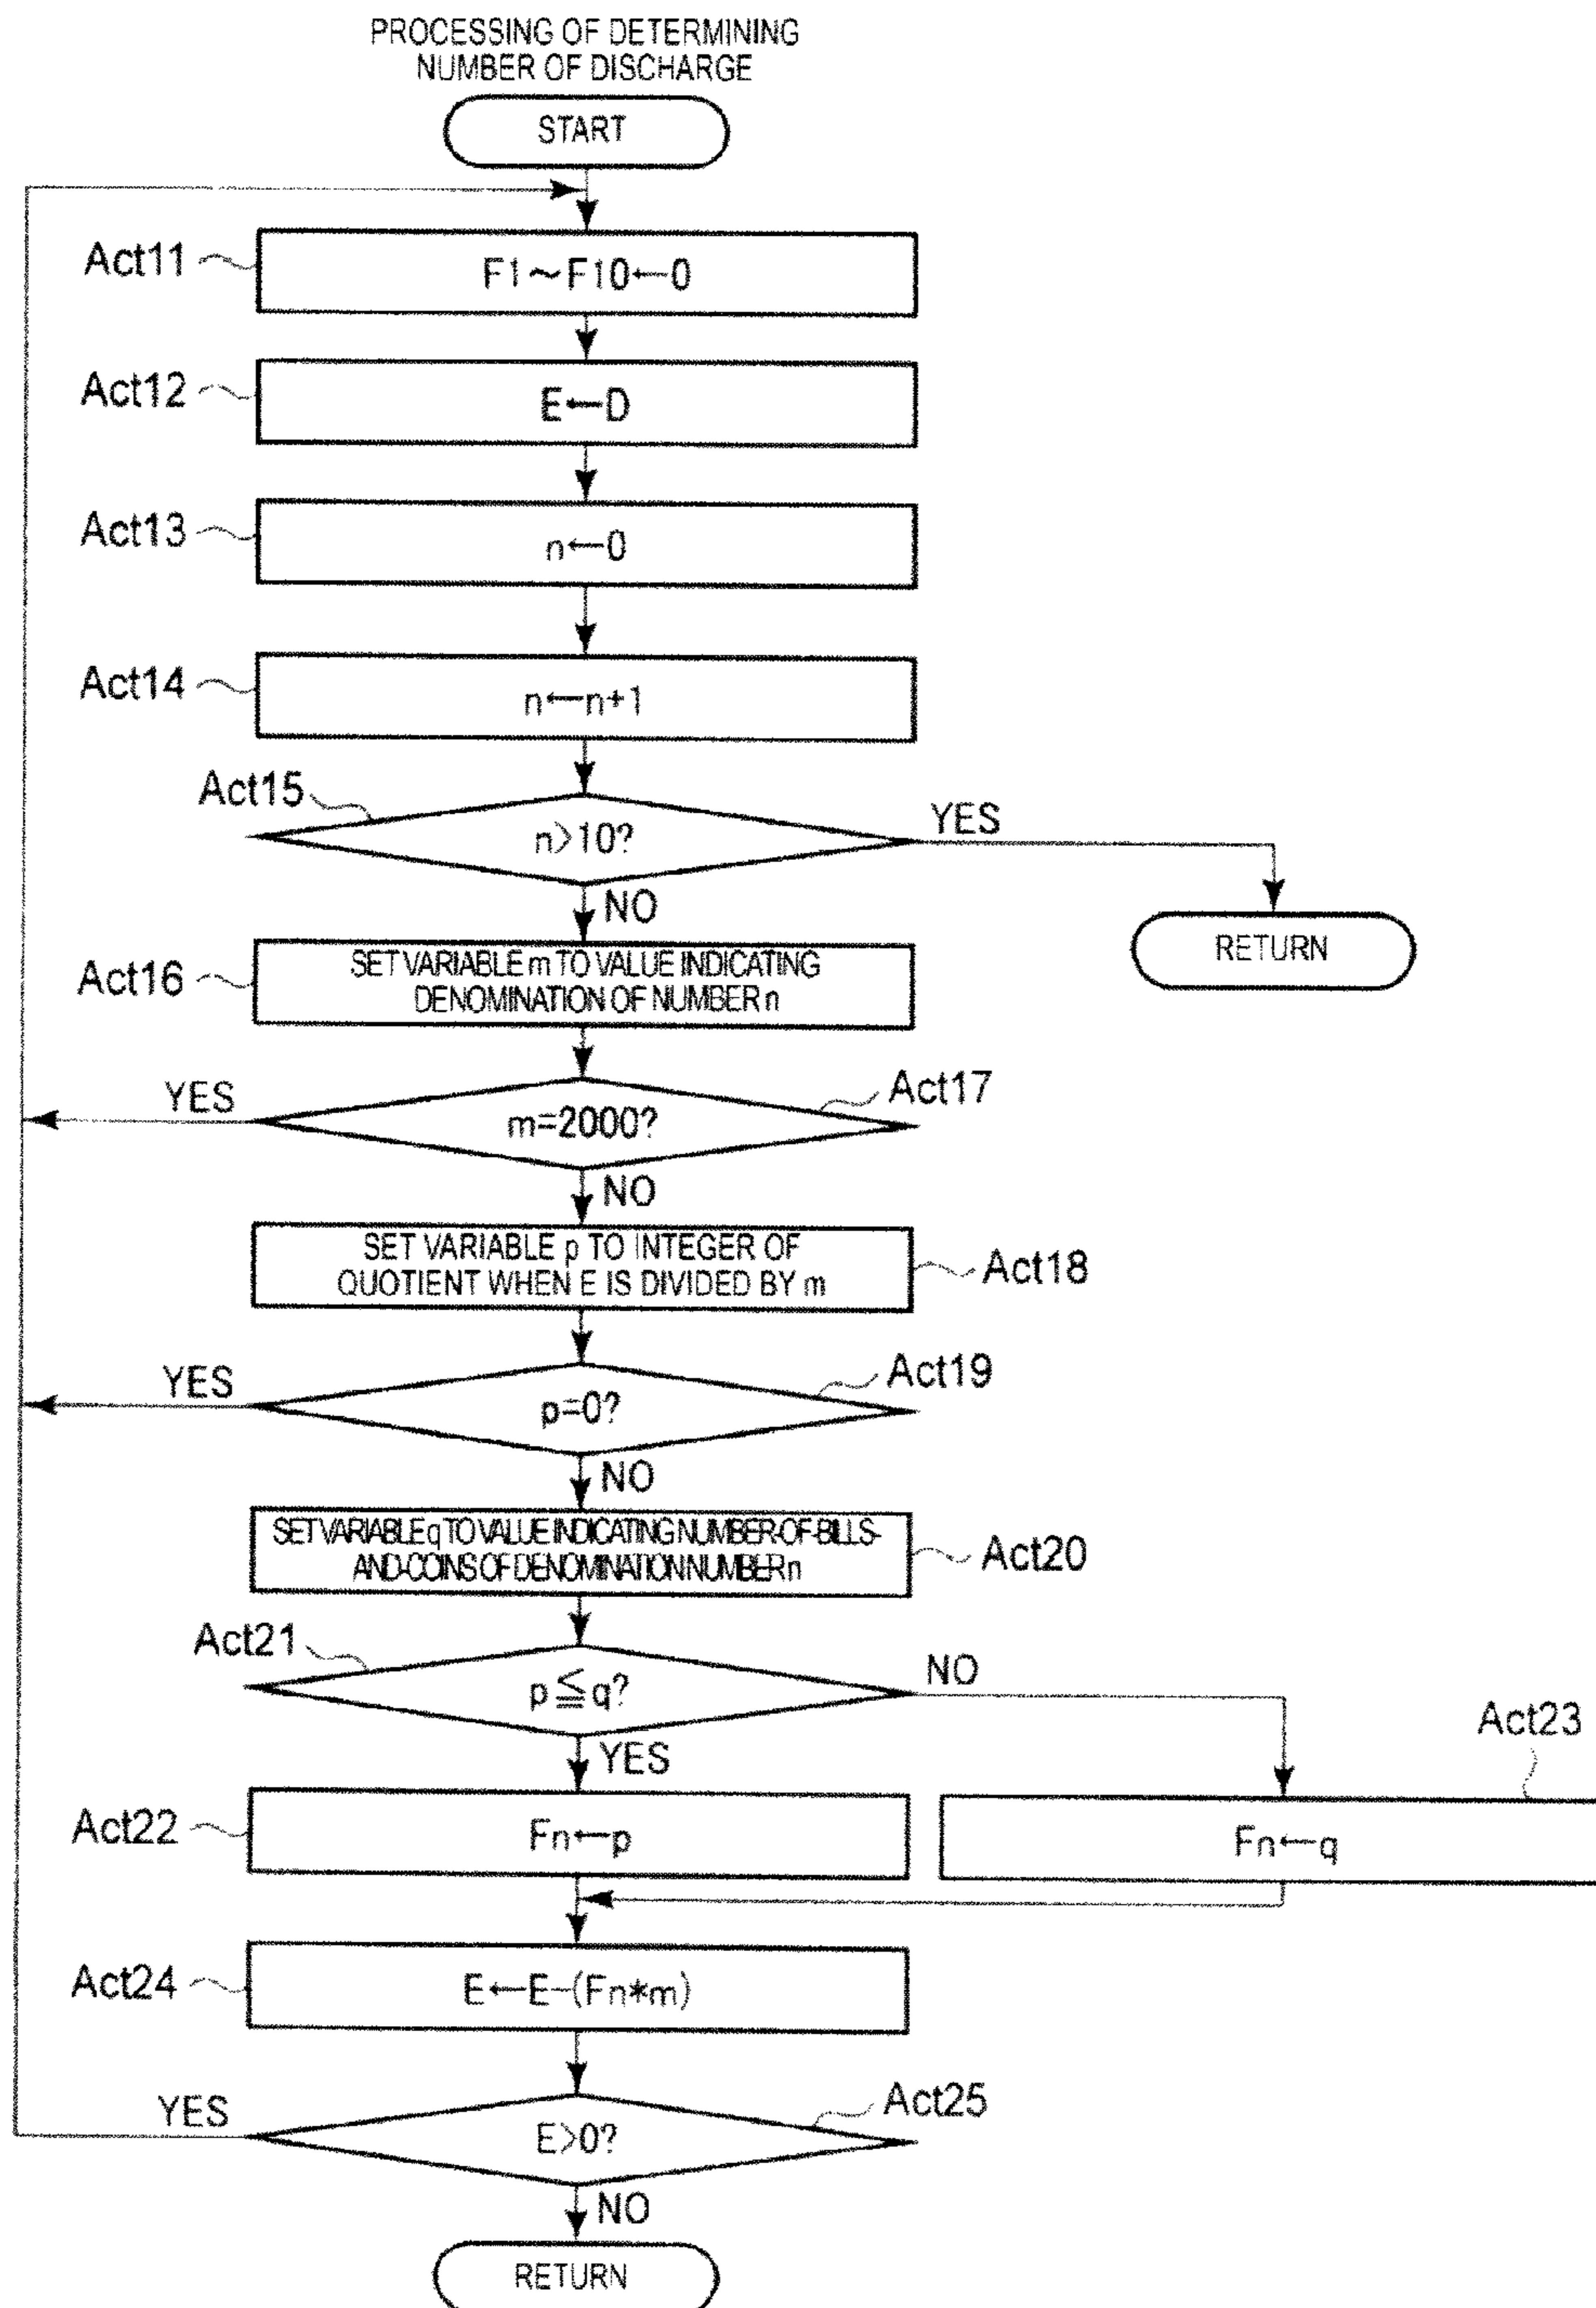 PROCESSING OF DETERMINING
NUMBER OF DISCHARGE
START
Act11
F1～F10←0
Act12
E←D
Act13
n←0
Act14
n←n+1
Act15
n>10?
YES
NO
RETURN
Act16
SET VARIABLE m TO VALUE INDICATING
DENOMINATION OF NUMBER n
Act17
YES
m=2000?
NO
SET VARIABLE p TO INTEGER OF
QUOTIENT WHEN E IS DIVIDED BY m
Act18
Act19
YES
p=0?
NO
SET VARIABLE q TO VALUE INDICATING NUMBER-OF-BILLS-
AND-COINS OF DENOMINATION NUMBER n
Act20
Act21
p≦q?
NO
YES
Act23
Act22
Fn←p
Fn←q
Act24
E←E-(Fn*m)
Act25
YES
E>0?
NO
RETURN